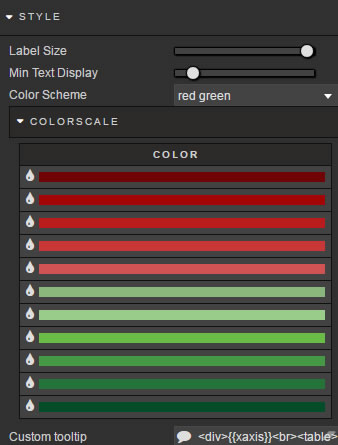 STYLE
Label Size
Min Text Display
Color Scheme red green
COLORSCALE
COLOR
Custom tooltip <div>{{xaxis}}<br><table>